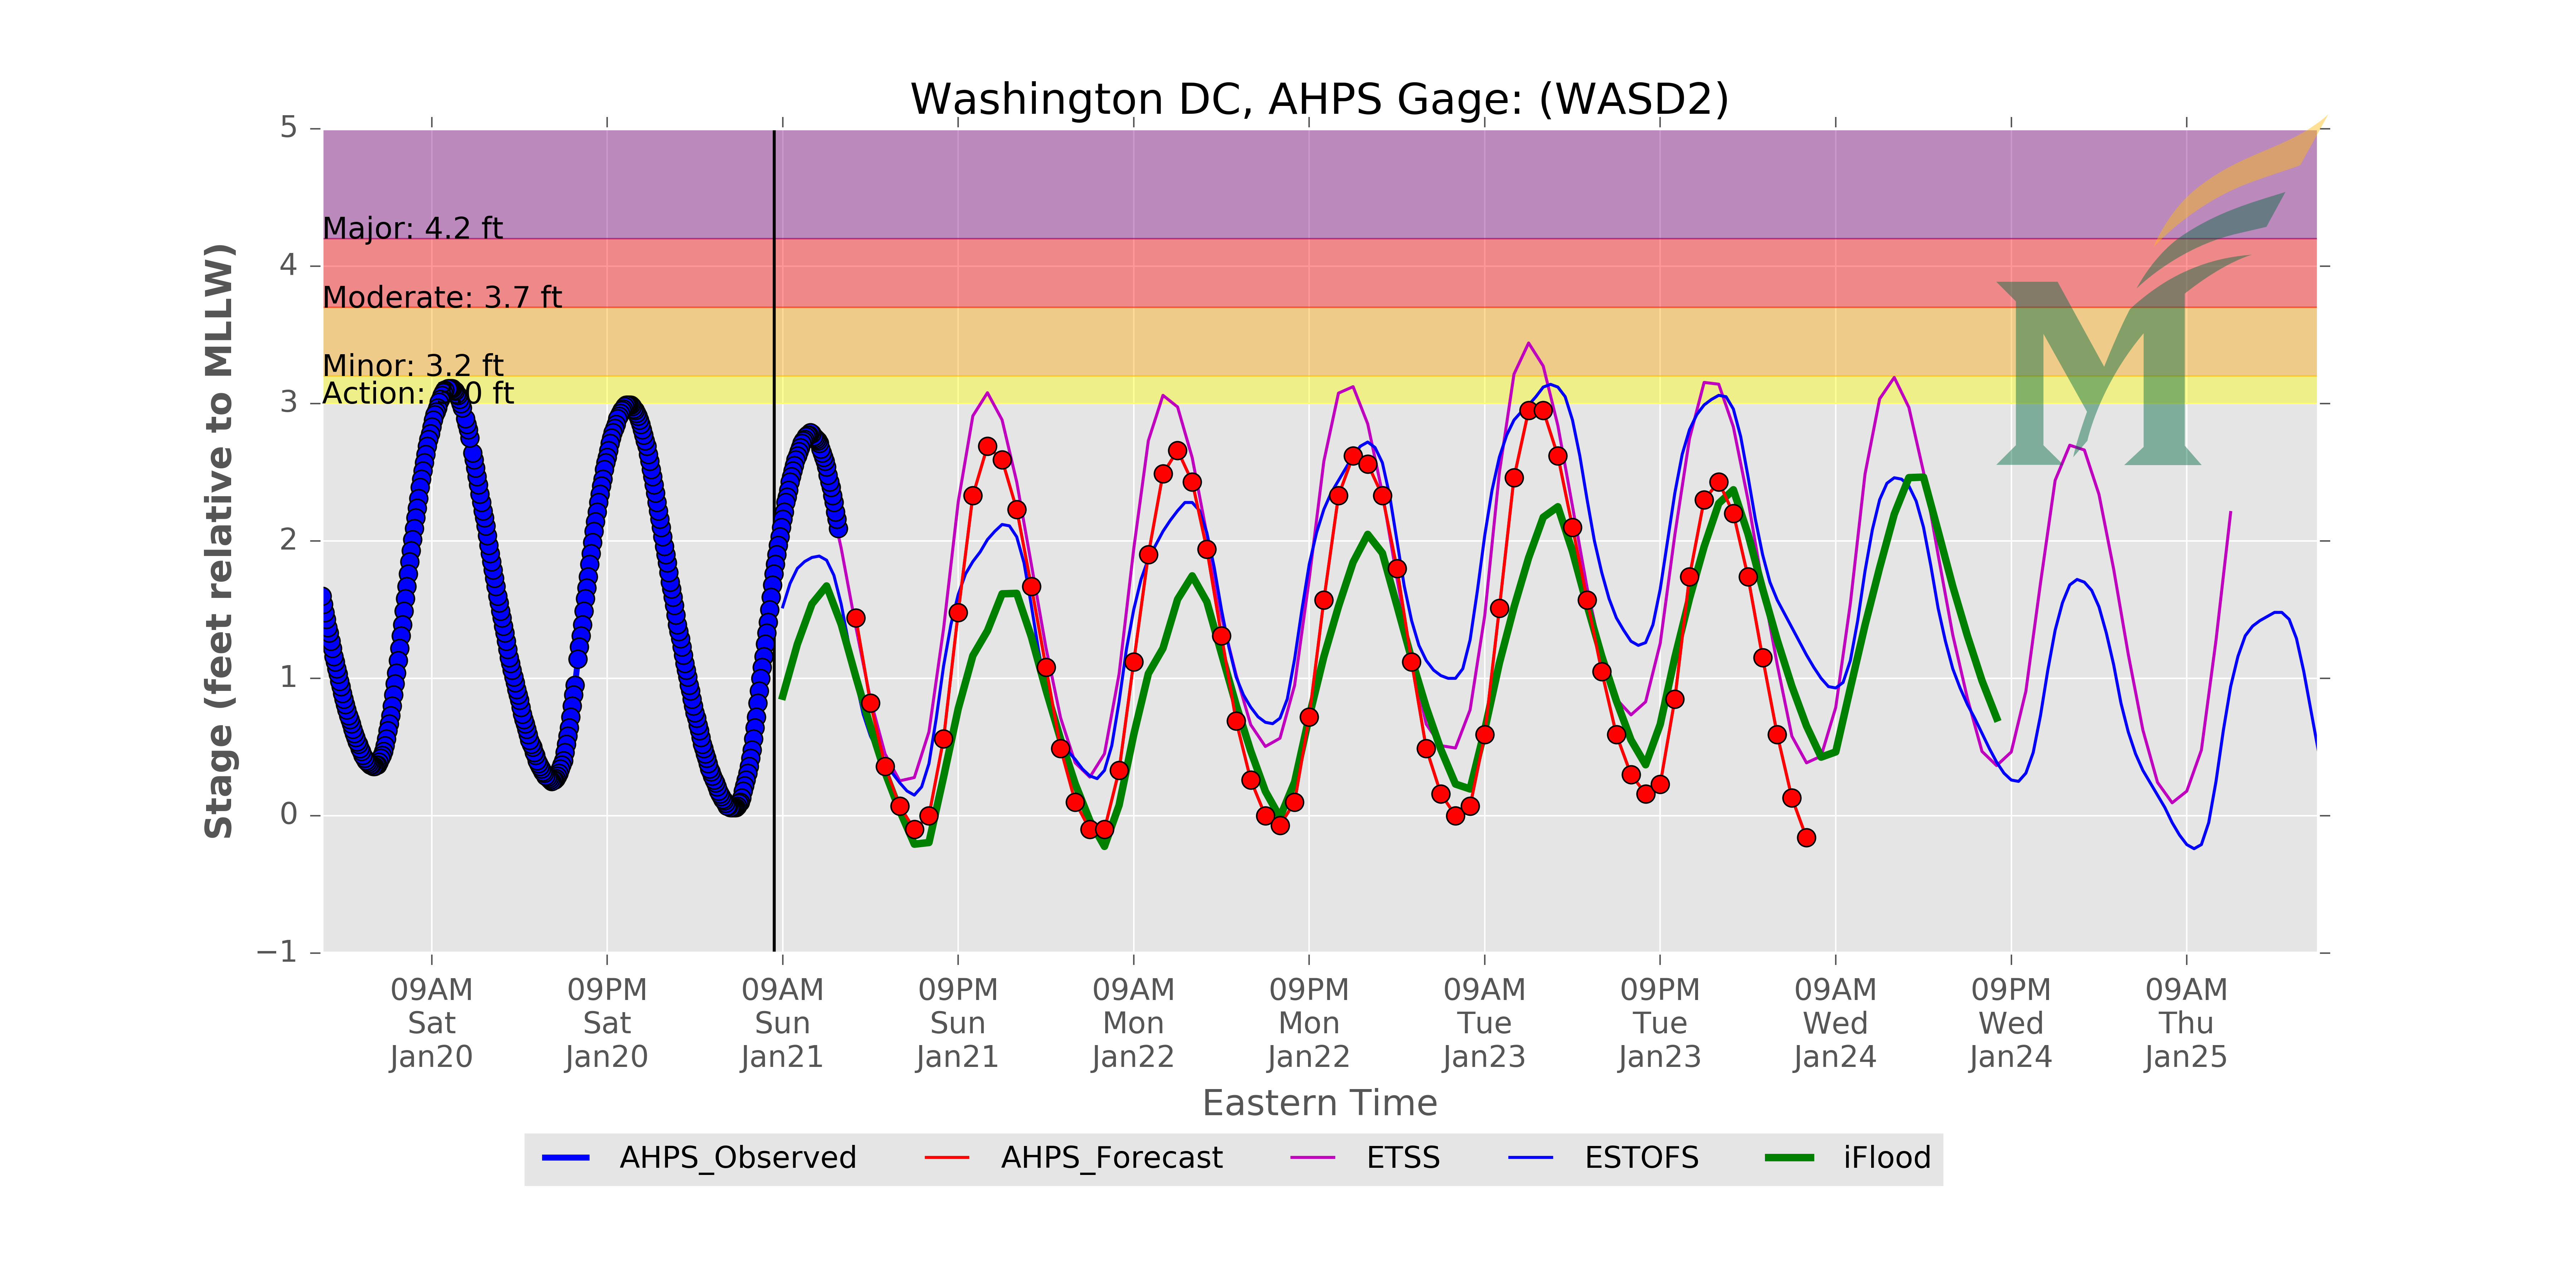 Washington DC, AHPS Gage: (WASD2)
Stage (feet relative to MLLW)
5
4
3
2
1
0
−1
Major: 4.2 ft
Moderate: 3.7 ft
Minor: 3.2 ft
Action: 3.0 ft
09AM 09PM 09AM 09PM 09AM 09PM 09AM 09PM 09AM 09PM 09AM
Sat Sat Sun Sun Mon Mon Tue Tue Wed Wed Thu
Jan20 Jan20 Jan21 Jan21 Jan22 Jan22 Jan23 Jan23 Jan24 Jan24 Jan25
Eastern Time
AHPS_Observed AHPS_Forecast ETSS ESTOFS iFlood
M